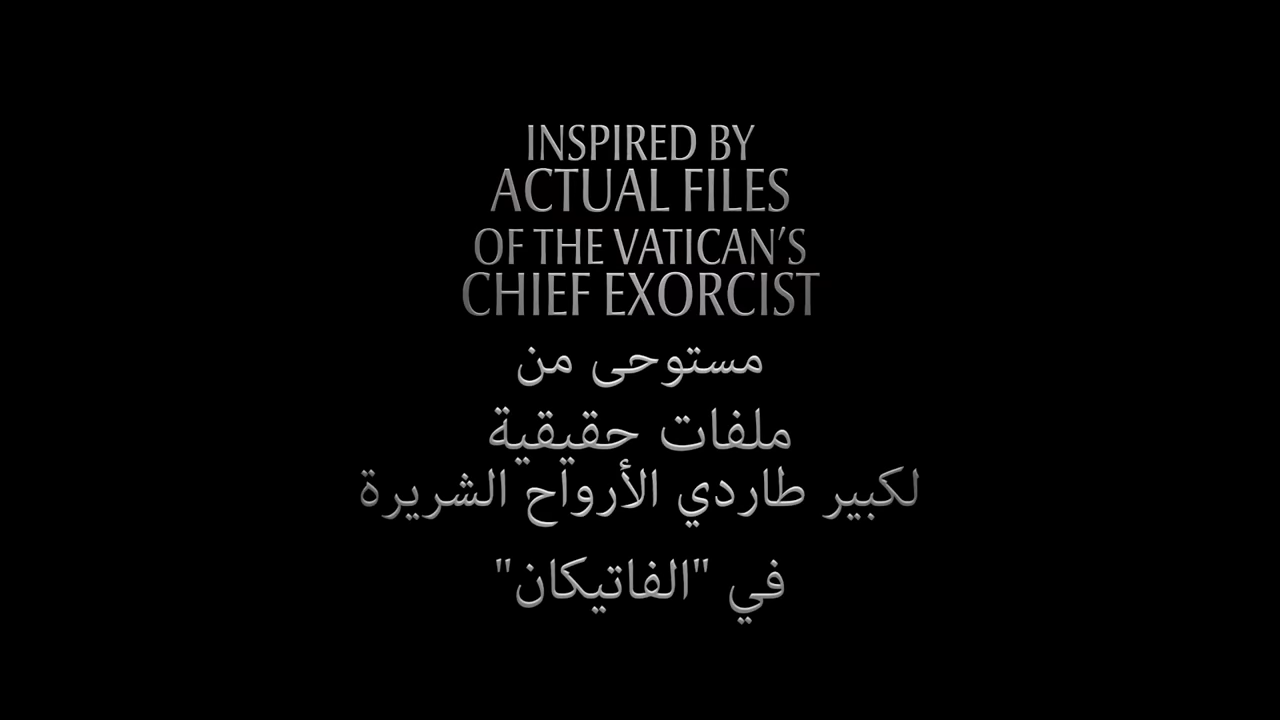 INSPIRED BY
ACTUAL FILES
OF THE VATICAN'S
CHIEF EXORCIST
مستوحى من
ملفات حقيقية
لكبير طاردي الأرواح الشريرة
في "الفاتيكان"